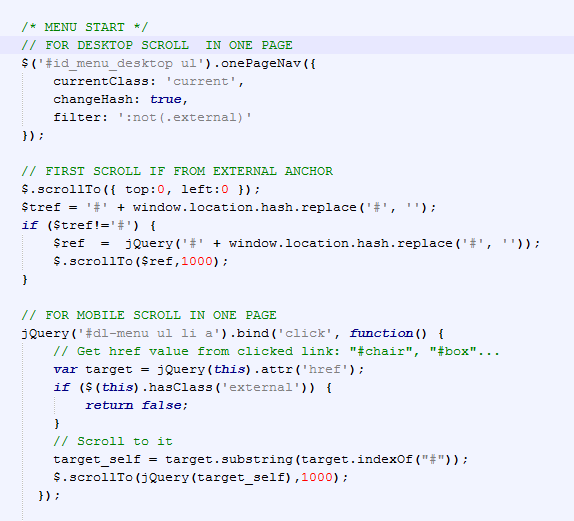 /* MENU START */
// FOR DESKTOP SCROLL  IN ONE PAGE
$('#id_menu_desktop ul').onePageNav({
    currentClass: 'current',
    changeHash: true,
    filter: ':not(.external)'
});

// FIRST SCROLL IF FROM EXTERNAL ANCHOR
$.scrollTo({ top:0, left:0 });
$tref = '#' + window.location.hash.replace('#', '');
if ($tref!='#') {
    $ref  =  jQuery('#' + window.location.hash.replace('#', ''));
    $.scrollTo($ref,1000);
}

// FOR MOBILE SCROLL IN ONE PAGE
jQuery('#dl-menu ul li a').bind('click', function() {
    // Get href value from clicked link: "#chair", "#box"...
    var target = jQuery(this).attr('href');
    if ($(this).hasClass('external')) {
        return false;
    }
    // Scroll to it
    target_self = target.substring(target.indexOf("#"));
    $.scrollTo(jQuery(target_self),1000);
  });